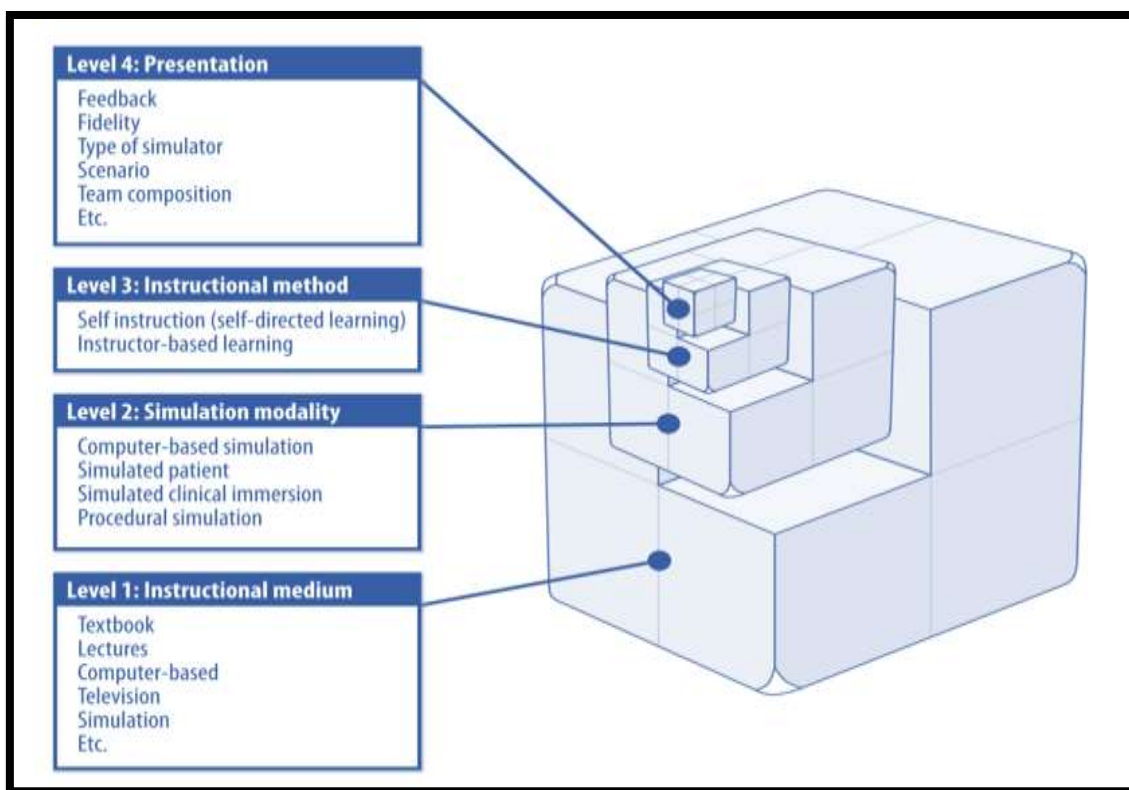 Level 4: Presentation
Feedback
Fidelity
Type of simulator
Scenario
Team composition
Etc.
Level 3: Instructional method
Self instruction (self-directed learning)
Instructor-based learning
Level 2: Simulation modality
Computer-based simulation
Simulated patient
Simulated clinical immersion
Procedural simulation
Level 1: Instructional medium
Textbook
Lectures
Computer-based
Television
Simulation
Etc.